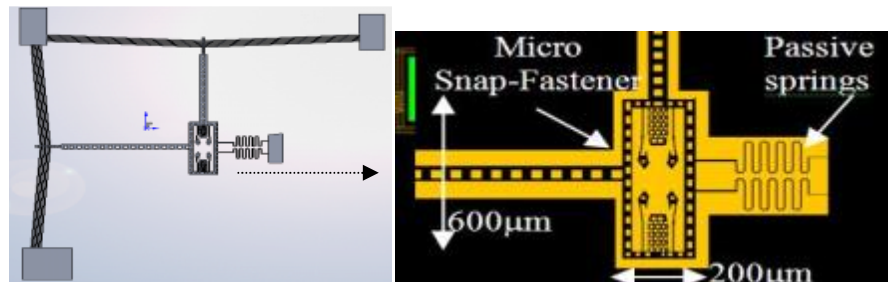 Micro
Snap-Fastener
Passive
springs
600µm
200µm